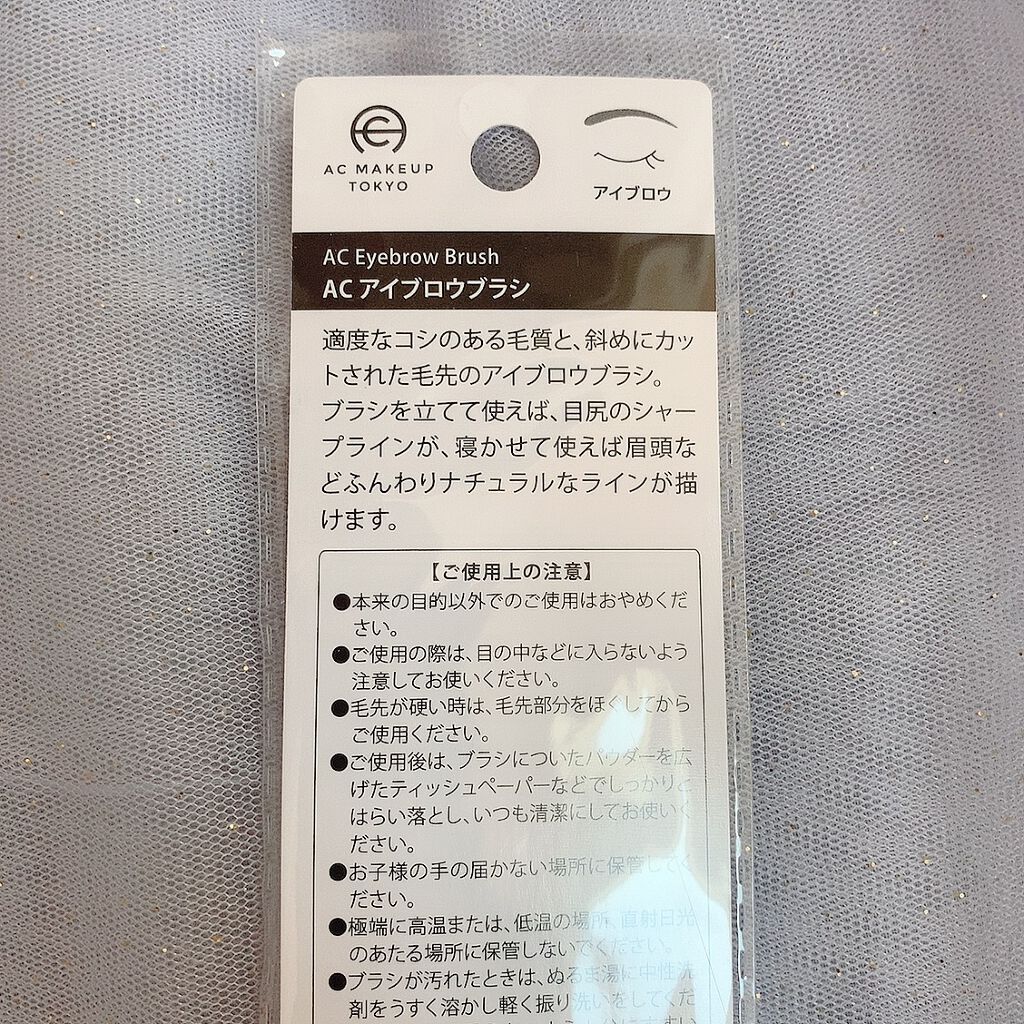 AC MAKEUP
TOKYO
アイブロウ
AC Eyebrow Brush
AC アイブロウブラシ
適度なコシのある毛質と、斜めにカッ
トされた毛先のアイブロウブラシ。
ブラシを立てて使えば、目尻のシャー
プラインが、寝かせて使えば眉頭な
どふんわりナチュラルなラインが描
けます。
【ご使用上の注意】
●本来の目的以外でのご使用はおやめくだ
さい。
●ご使用の際は、目の中などに入らないよう
注意してお使いください。
●毛先が硬い時は、毛先部分をほぐしてから
ご使用ください。
●ご使用後は、ブラシについたパウダーを広
げたティッシュペーパーなどでしっかりと
はらい落とし、いつも清潔にしてお使いく
ださい。
●お子様の手の届かない場所に保管してく
ださい。
●極端に高温または、低温の場所、直射日光
のあたる場所に保管しないでください。
●ブラシが汚れたときは、ぬるま湯に中性洗
剤をうすく溶かし軽く振り洗いをしてくだ